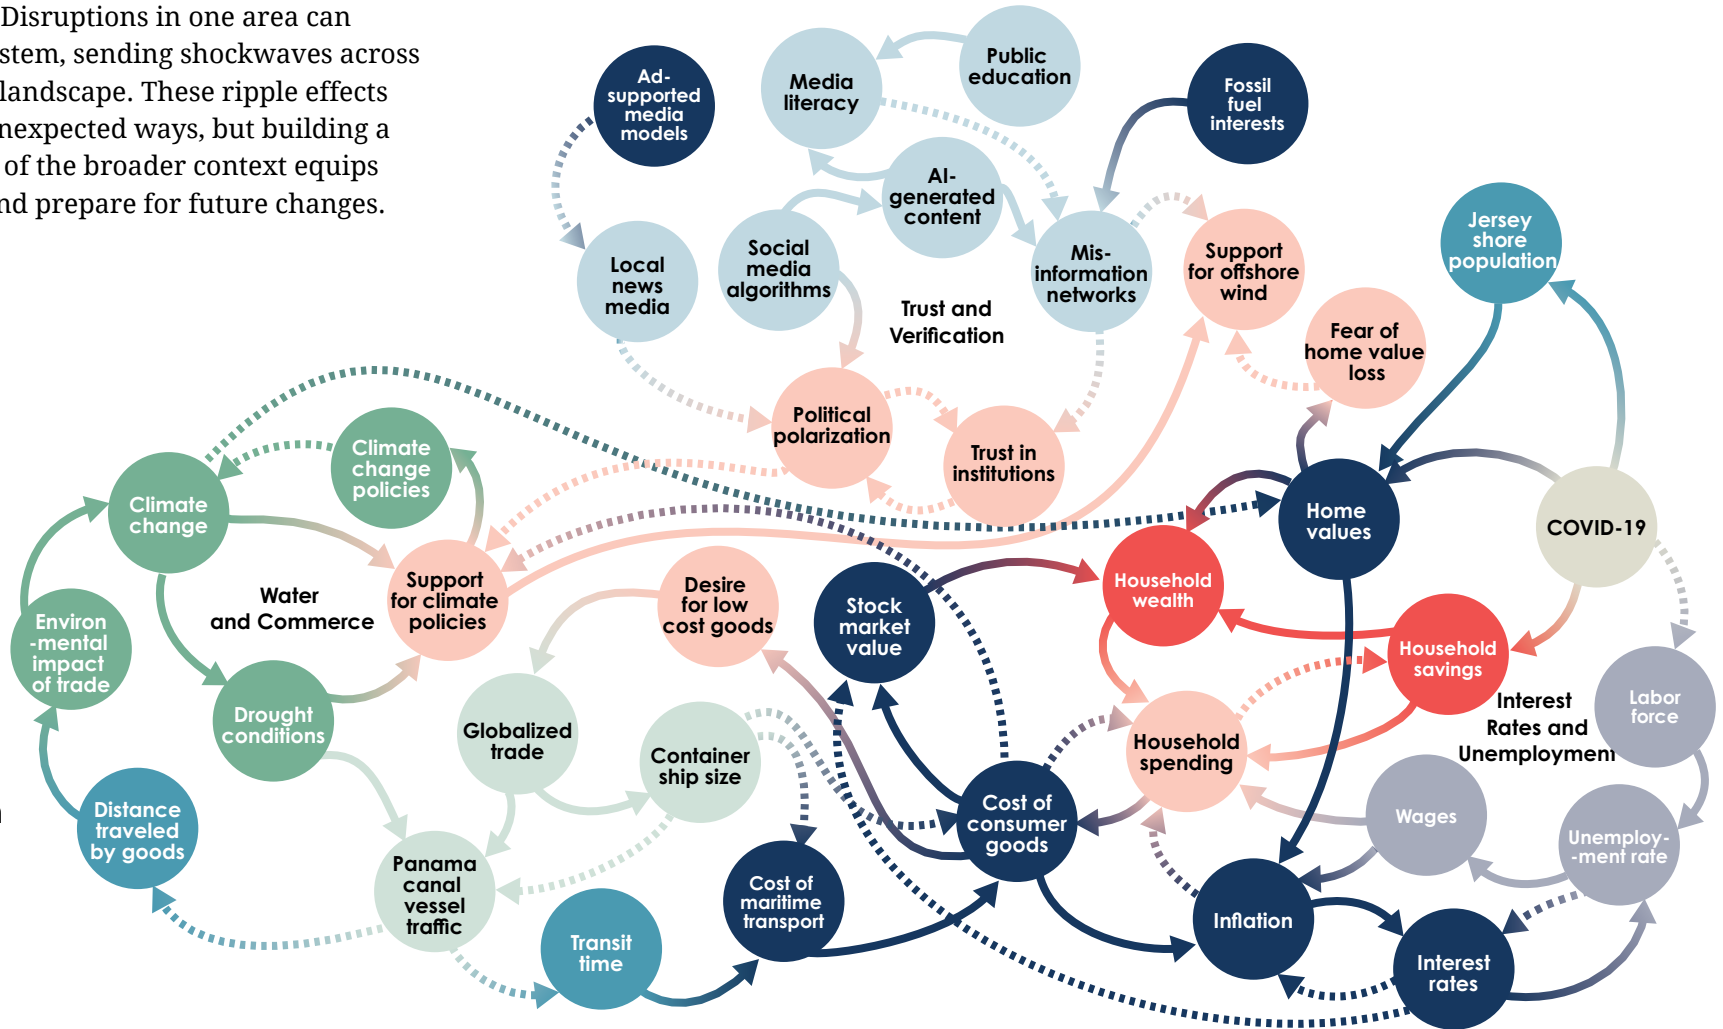 Disruptions in one area can
stem, sending shockwaves across
landscape. These ripple effects
nexpected ways, but building a
of the broader context equips
nd prepare for future changes.
Ad-
supported
media
models
Media
literacy
Public
education
Fossil
fuel
interests
AI-
generated
content
Local
news
media
Social
media
algorithms
Mis-
information
networks
Support
for offshore
wind
Jersey
shore
population
Trust and
Verification
Fear of
home value
loss
Political
polarization
Trust in
institutions
Climate
change
policies
Climate
change
Home
values
COVID-19
Water
and Commerce
Support
for climate
policies
Desire
for low
cost goods
Stock
market
value
Household
wealth
Household
savings
Environ
-mental
impact
of trade
Drought
conditions
Globalized
trade
Container
ship size
Household
spending
Interest
Rates and
Unemployment
Labor
force
Distance
traveled
by goods
Cost of
consumer
goods
Wages
Unemploy-
-ment rate
Panama
canal
vessel
traffic
Cost of
maritime
transport
Transit
time
Inflation
Interest
rates